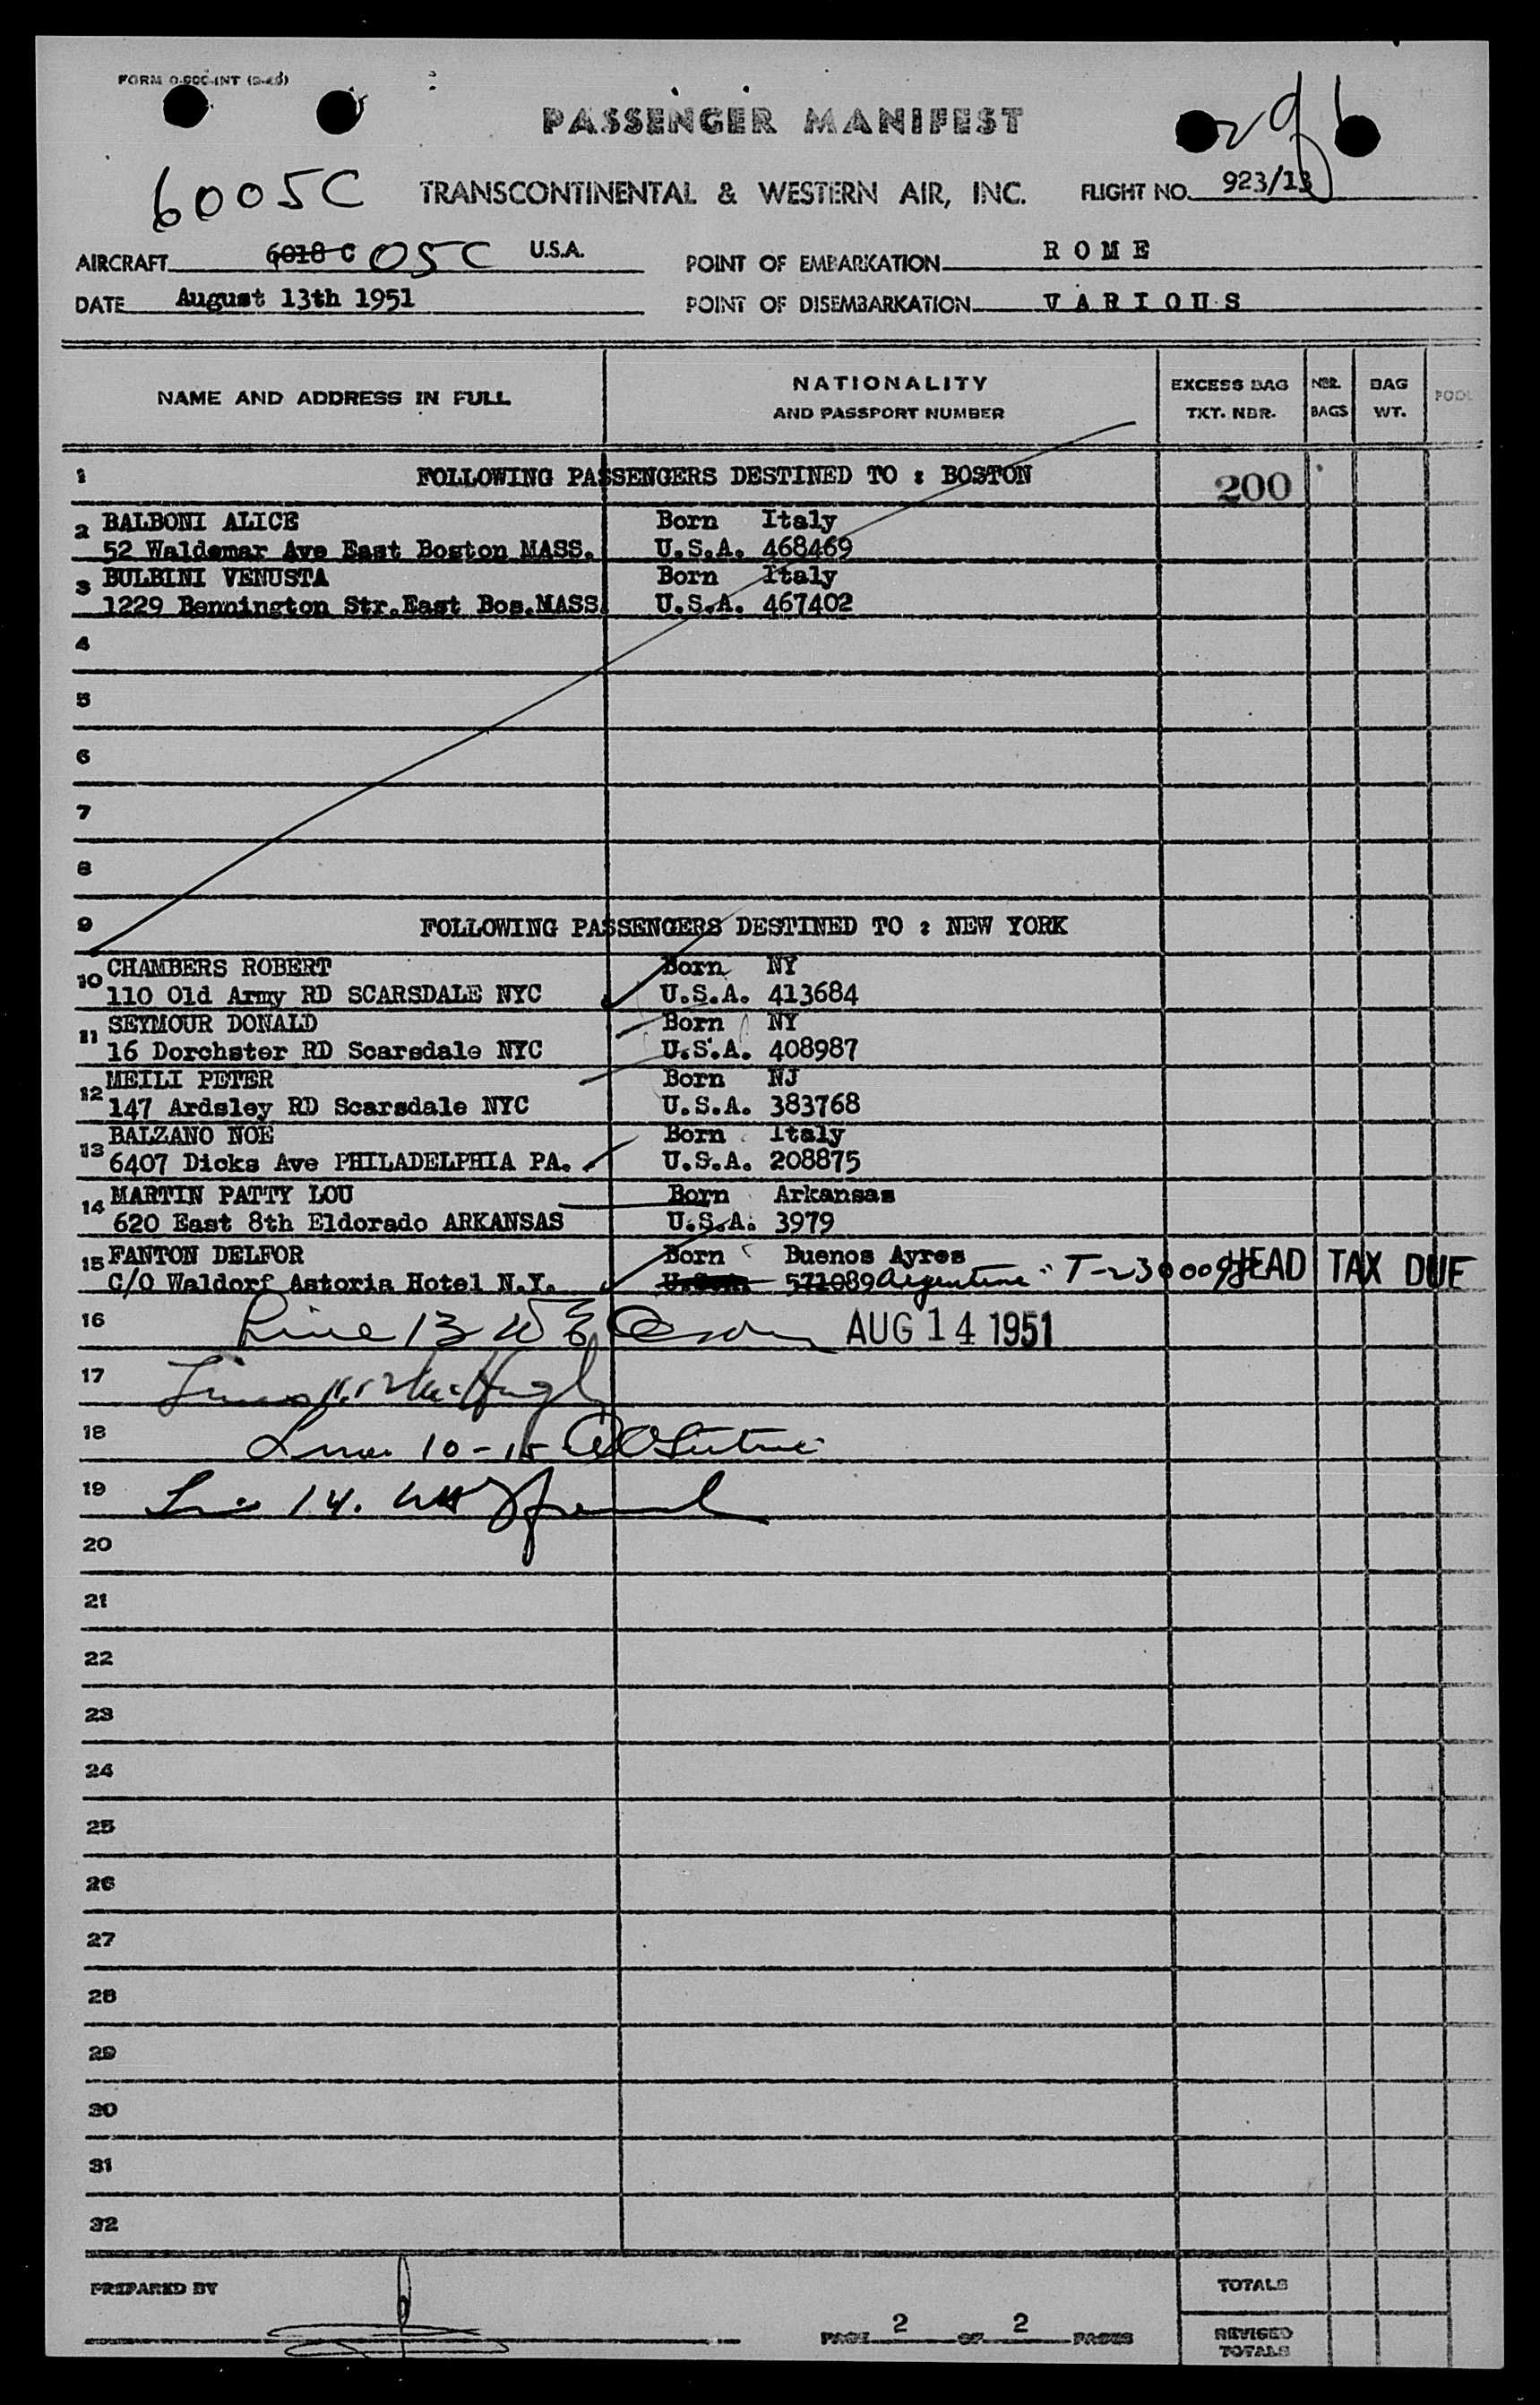 FORM O-900-INT
PASSENGER MANIFEST
6005C TRANSCONTINENTAL & WESTERN AIR, INC. FLIGHT NO. 923/13
AIRCRAFT 6018 C 05C U.S.A. POINT OF EMBARKATION ROME
DATE August 13th 1951 POINT OF DISEMBARKATION VARIOUS
NAME AND ADDRESS IN FULL NATIONALITY AND PASSPORT NUMBER EXCESS BAG TKT. NBR. NBR. BAGS BAG WT.
1 FOLLOWING PASSENGERS DESTINED TO : BOSTON 200
2 BALBONI ALICE Born Italy
52 Waldemar Ave East Boston MASS. U.S.A. 468469
3 BULBINI VENUSTA Born Italy
1229 Bennington Str.East Bos.MASS. U.S.A. 467402
4
5
6
7
8
9 FOLLOWING PASSENGERS DESTINED TO : NEW YORK
10 CHAMBERS ROBERT Born NY
110 Old Army RD SCARSDALE NYC U.S.A. 413684
11 SEYMOUR DONALD Born NY
16 Dorchster RD Scarsdale NYC U.S.A. 408987
12 MEILI PETER Born NJ
147 Ardsley RD Scarsdale NYC U.S.A. 383768
13 BALZANO NOE Born Italy
6407 Dicks Ave PHILADELPHIA PA. U.S.A. 208875
14 MARTIN PATTY LOU Born Arkansas
620 East 8th Eldorado ARKANSAS U.S.A. 3979
15 FANTON DELFOR Born Buenos Ayres
C/O Waldorf Astoria Hotel N.Y. U.S.A. 571089 Argentine HEAD TAX DUE
16 Line 13 AUG 14 1951
17
18 10-15
19 14.
20
21
22
23
24
25
26
27
28
29
30
31
32
PREPARED BY TOTALS
PAGE 2 OF 2 PAGES REVISED TOTALS